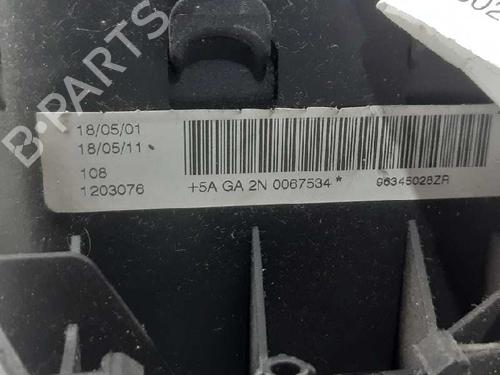 B-PARTS
18/05/01
18/05/11
108
1203076
+5A GA 2N 0067534*
96345028ZR